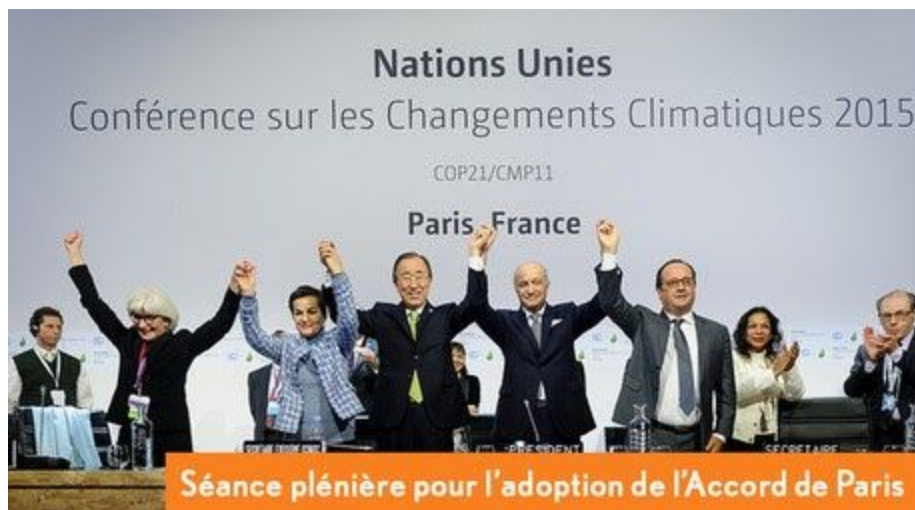 Nations Unies
Conférence sur les Changements Climatiques 2015
COP21/CMP11
Paris, France
PRESIDENT
SECRETAIRE
Séance plénière pour l'adoption de l'Accord de Paris